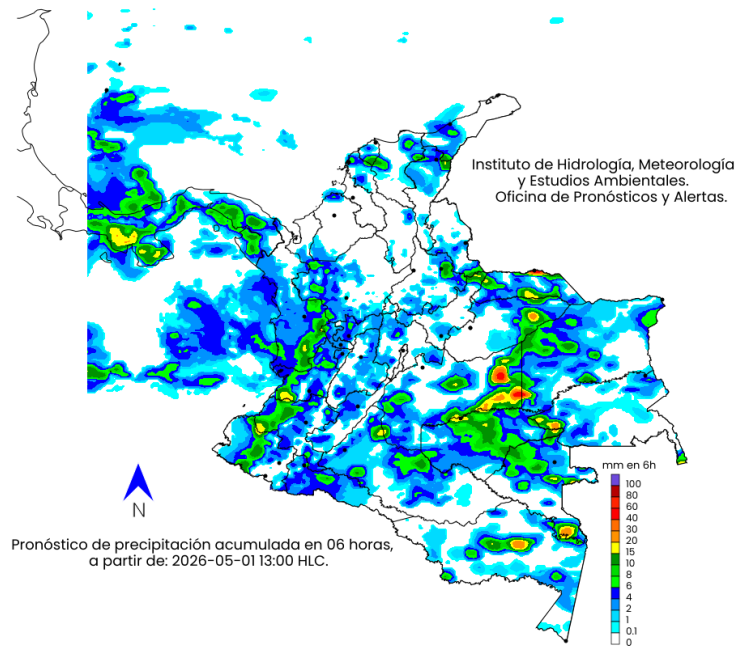 Instituto de Hidrología, Meteorología
y Estudios Ambientales.
Oficina de Pronósticos y Alertas.
mm en 6h
100
80
60
40
30
20
15
10
8
6
4
2
1
0.1
0
N
Pronóstico de precipitación acumulada en 06 horas,
a partir de: 2026-05-01 13:00 HLC.